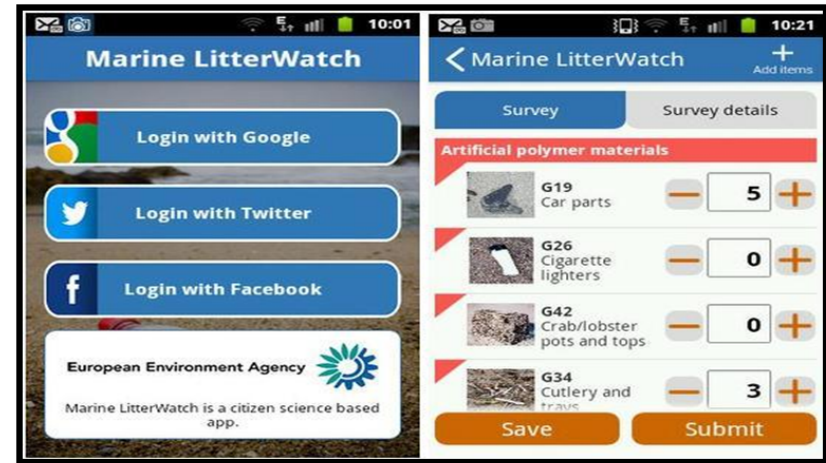 10:01
Marine LitterWatch
Login with Google
Login with Twitter
Login with Facebook
European Environment Agency
Marine LitterWatch is a citizen science based
app.
10:21
Marine LitterWatch
Add items
Survey
Survey details
Artificial polymer materials
G19
Car parts
5
G26
Cigarette
lighters
0
G42
Crab/lobster
pots and tops
0
G34
Cutlery and
trays
3
Save
Submit